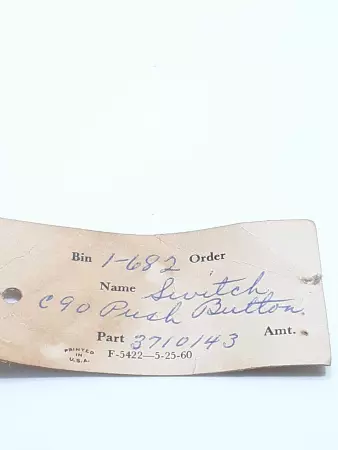 Bin 1-682 Order
Name Switch
C90 Push Button.
Part 3710143 Amt.
PRINTED IN U.S.A. F-5422—5-25-60